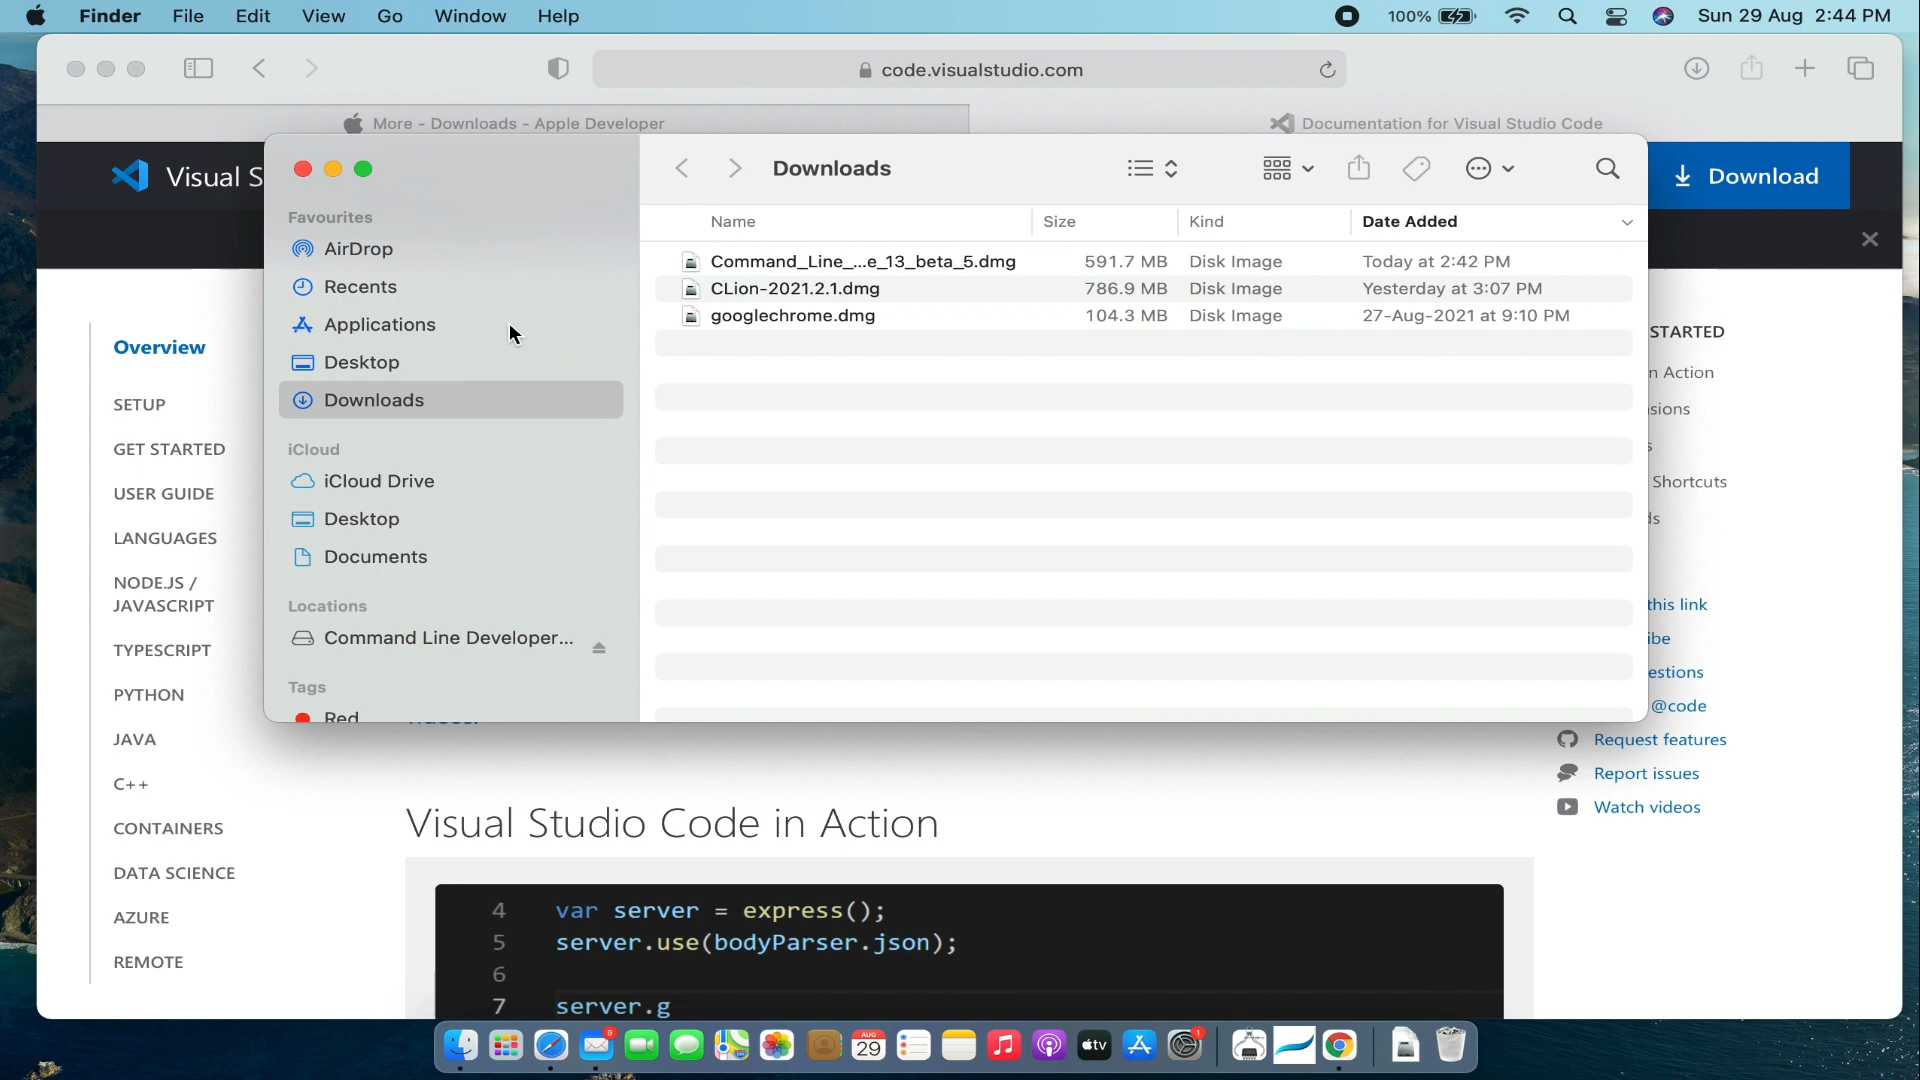 Finder File Edit View Go Window Help 100% Sun 29 Aug 2:44 PM
code.visualstudio.com
More - Downloads - Apple Developer
Documentation for Visual Studio Code
Visual S
Download
Downloads
Name Size Kind Date Added
Command_Line_...e_13_beta_5.dmg 591.7 MB Disk Image Today at 2:42 PM
CLion-2021.2.1.dmg 786.9 MB Disk Image Yesterday at 3:07 PM
googlechrome.dmg 104.3 MB Disk Image 27-Aug-2021 at 9:10 PM
Favourites
AirDrop
Recents
Applications
Desktop
Downloads
iCloud
iCloud Drive
Desktop
Documents
Locations
Command Line Developer...
Tags
Red
Overview
SETUP
GET STARTED
USER GUIDE
LANGUAGES
NODE.JS /
JAVASCRIPT
TYPESCRIPT
PYTHON
JAVA
C++
CONTAINERS
DATA SCIENCE
AZURE
REMOTE
STARTED
n Action
sions
s
Shortcuts
ds
this link
ibe
estions
@code
Request features
Report issues
Watch videos
Visual Studio Code in Action
4 var server = express();
5 server.use(bodyParser.json);
6
7 server.g
9
AUG
29
tv
1